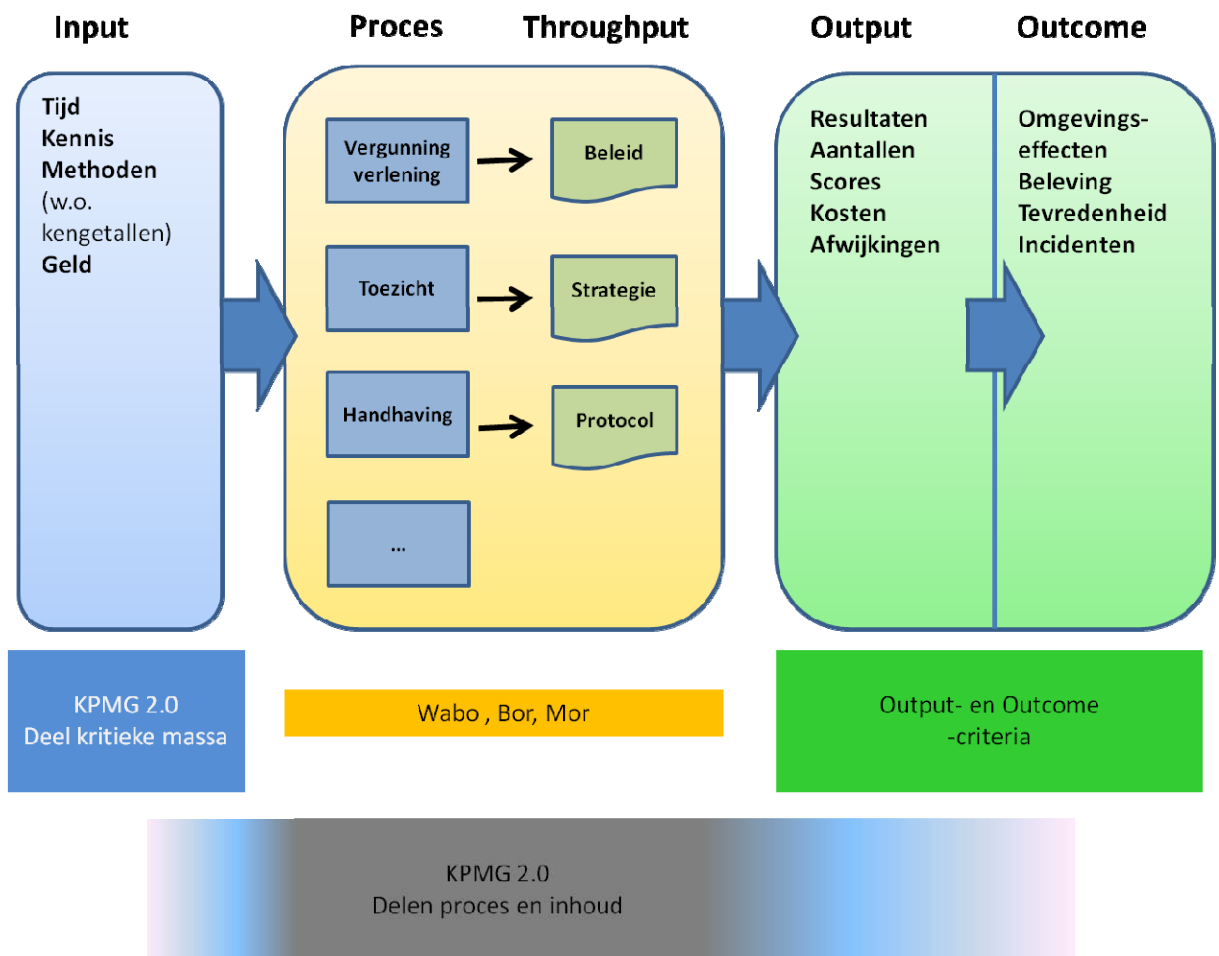 Input
Proces
Throughput
Output
Outcome
Tijd
Kennis
Methoden
(w.o.
kengetallen)
Geld
Vergunning
verlening
Beleid
Toezicht
Strategie
Handhaving
Protocol
...
Resultaten
Aantallen
Scores
Kosten
Afwijkingen
Omgevings-
effecten
Beleving
Tevredenheid
Incidenten
KPMG 2.0
Deel kritieke massa
Wabo , Bor, Mor
Output- en Outcome
-criteria
KPMG 2.0
Delen proces en inhoud